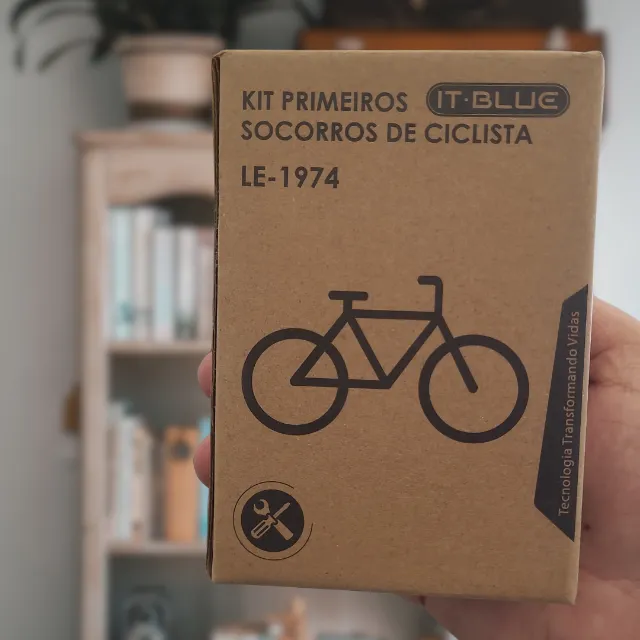 KIT PRIMEIROS IT·BLUE
SOCORROS DE CICLISTA
LE-1974
Tecnologia Transformando Vidas